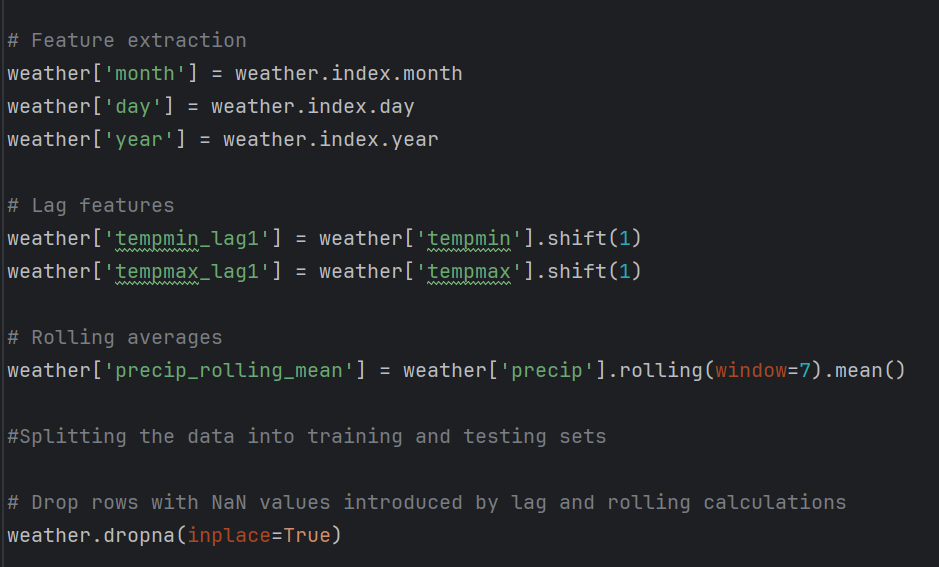 # Feature extraction
weather['month'] = weather.index.month
weather['day'] = weather.index.day
weather['year'] = weather.index.year
# Lag features
weather['tempmin_lag1'] = weather['tempmin'].shift(1)
weather['tempmax_lag1'] = weather['tempmax'].shift(1)
# Rolling averages
weather['precip_rolling_mean'] = weather['precip'].rolling(window=7).mean()
#Splitting the data into training and testing sets
# Drop rows with NaN values introduced by lag and rolling calculations
weather.dropna(inplace=True)